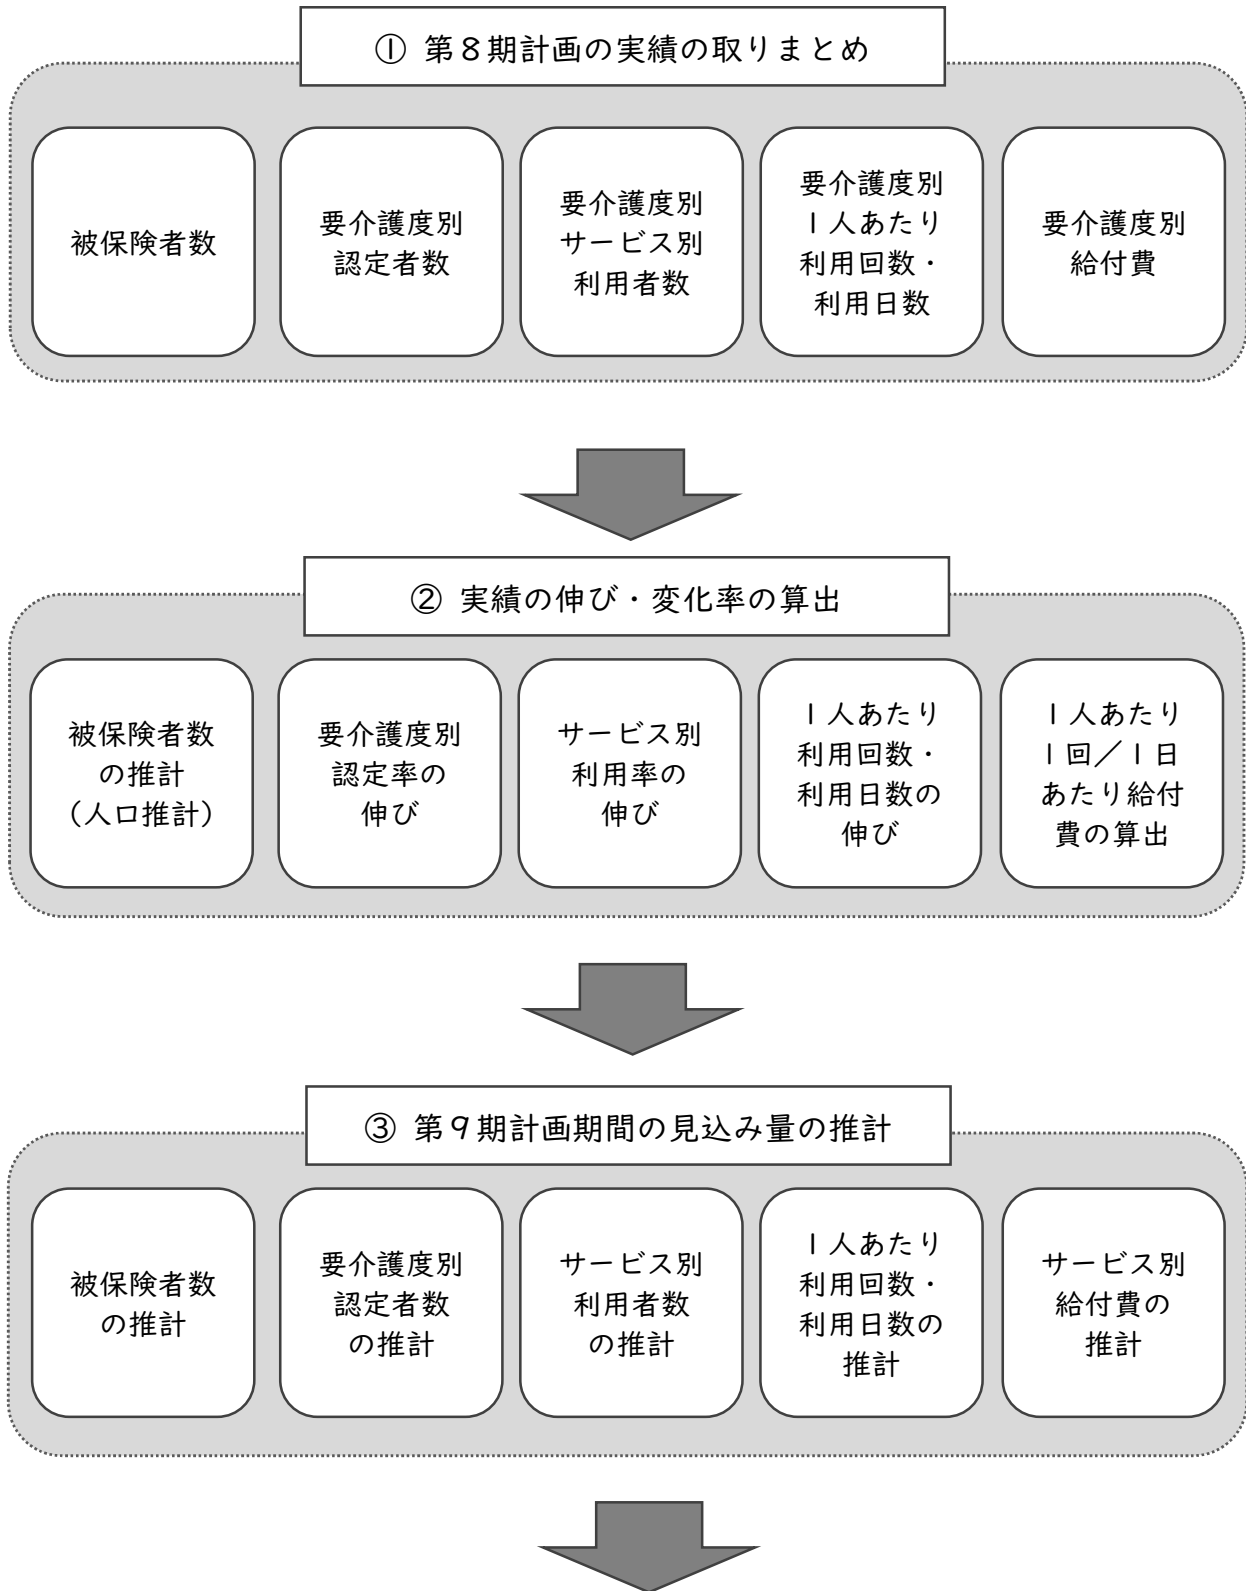 ① 第８期計画の実績の取りまとめ
被保険者数
要介護度別
認定者数
要介護度別
サービス別
利用者数
要介護度別
１人あたり
利用回数・
利用日数
要介護度別
給付費
② 実績の伸び・変化率の算出
被保険者数
の推計
（人口推計）
要介護度別
認定率の
伸び
サービス別
利用率の
伸び
１人あたり
利用回数・
利用日数の
伸び
１人あたり
１回／１日
あたり給付
費の算出
③ 第９期計画期間の見込み量の推計
被保険者数
の推計
要介護度別
認定者数
の推計
サービス別
利用者数
の推計
１人あたり
利用回数・
利用日数の
推計
サービス別
給付費の
推計